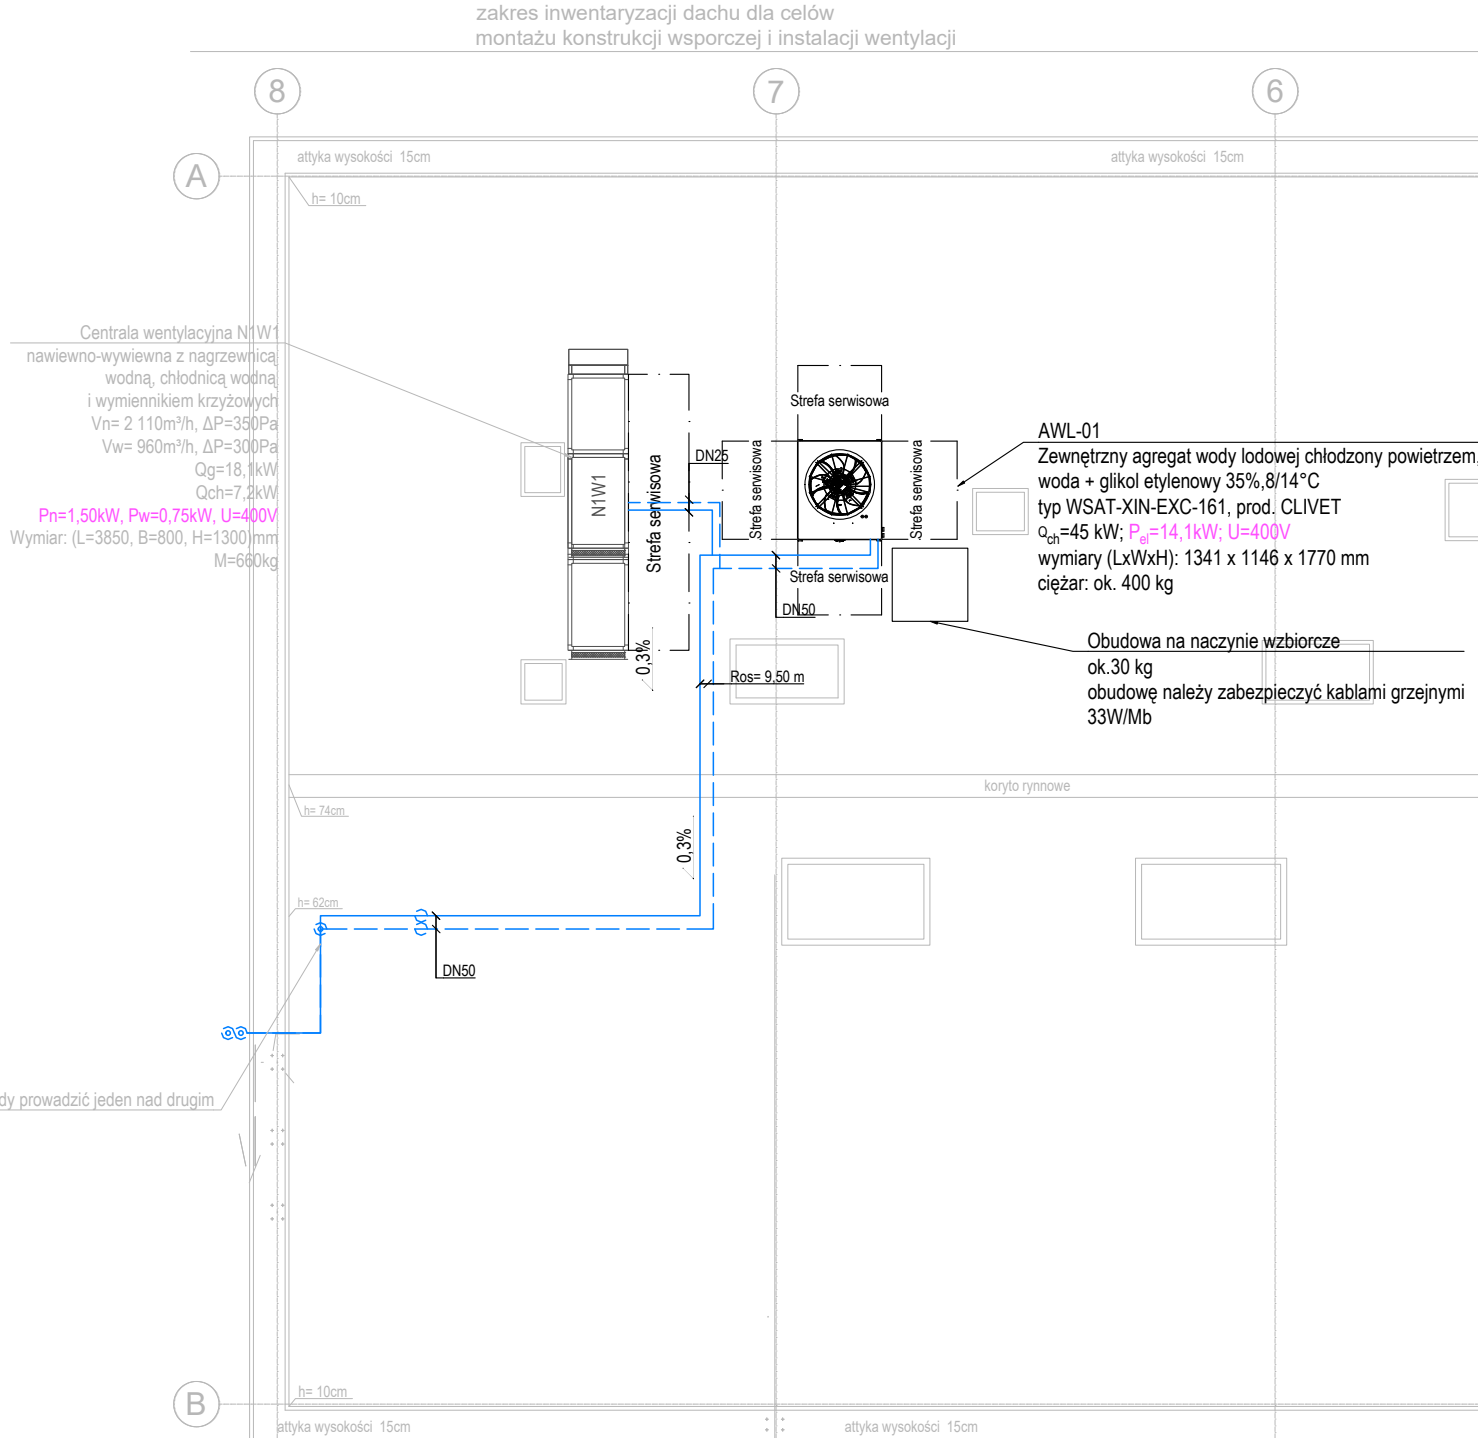 zakres inwentaryzacji dachu dla celów
montażu konstrukcji wsporczej i instalacji wentylacji
8
7
6
A
attyka wysokości 15cm
attyka wysokości 15cm
h= 10cm
Centrala wentylacyjna N1W1
nawiewno-wywiewna z nagrzewnicą
wodną, chłodnicą wodną
i wymiennikiem krzyżowych
Vn= 2 110m³/h, ΔP=350Pa
Vw= 960m³/h, ΔP=300Pa
Qg=18,1kW
Qch=7,2kW
Pn=1,50kW, Pw=0,75kW, U=400V
Wymiar: (L=3850, B=800, H=1300)mm
M=660kg
N1W1
Strefa serwisowa
DN25
Strefa serwisowa
Strefa serwisowa
Strefa serwisowa
Strefa serwisowa
DN50
AWL-01
Zewnętrzny agregat wody lodowej chłodzony powietrzem,
woda + glikol etylenowy 35%,8/14°C
typ WSAT-XIN-EXC-161, prod. CLIVET
Qch=45 kW; Pel=14,1kW; U=400V
wymiary (LxWxH): 1341 x 1146 x 1770 mm
ciężar: ok. 400 kg
Obudowa na naczynie wzbiorcze
ok.30 kg
obudowę należy zabezpieczyć kablami grzejnymi
33W/Mb
0,3%
Ros= 9,50 m
koryto rynnowe
h= 74cm
0,3%
h= 62cm
DN50
dy prowadzić jeden nad drugim
B
h= 10cm
attyka wysokości 15cm
attyka wysokości 15cm